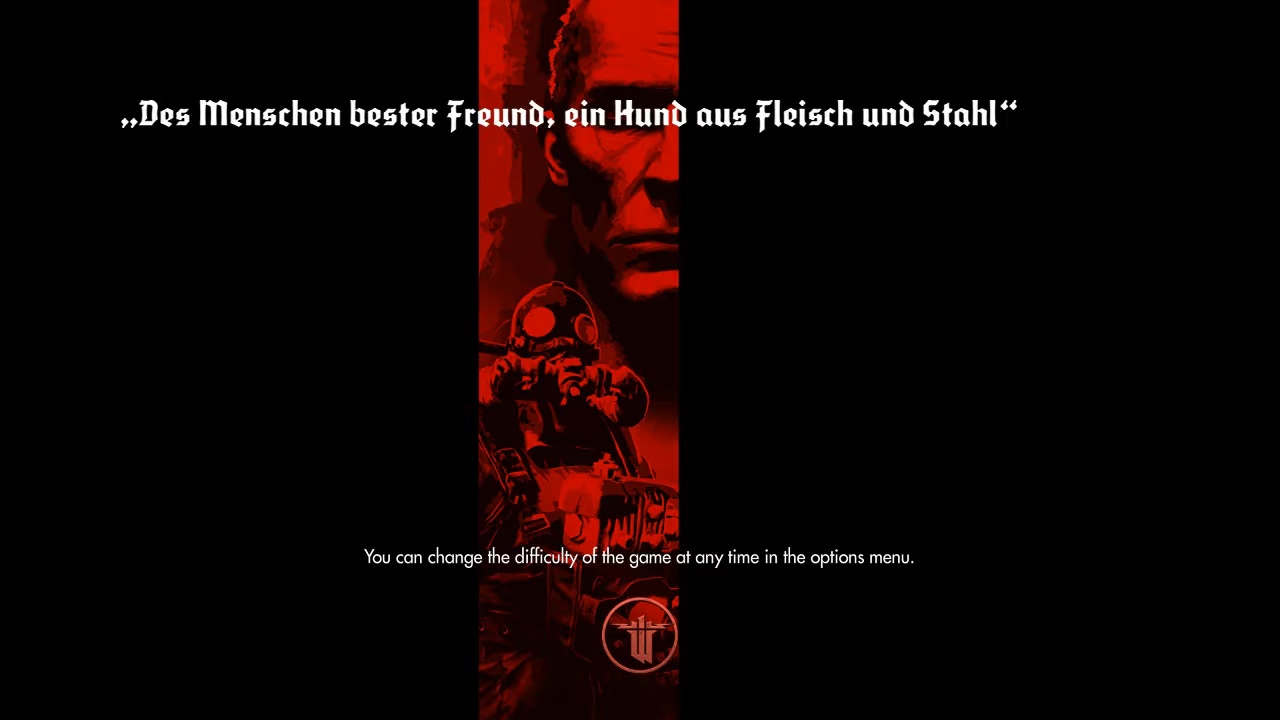 „Des Menschen bester Freund, ein Hund aus Fleisch und Stahl“
You can change the difficulty of the game at any time in the options menu.